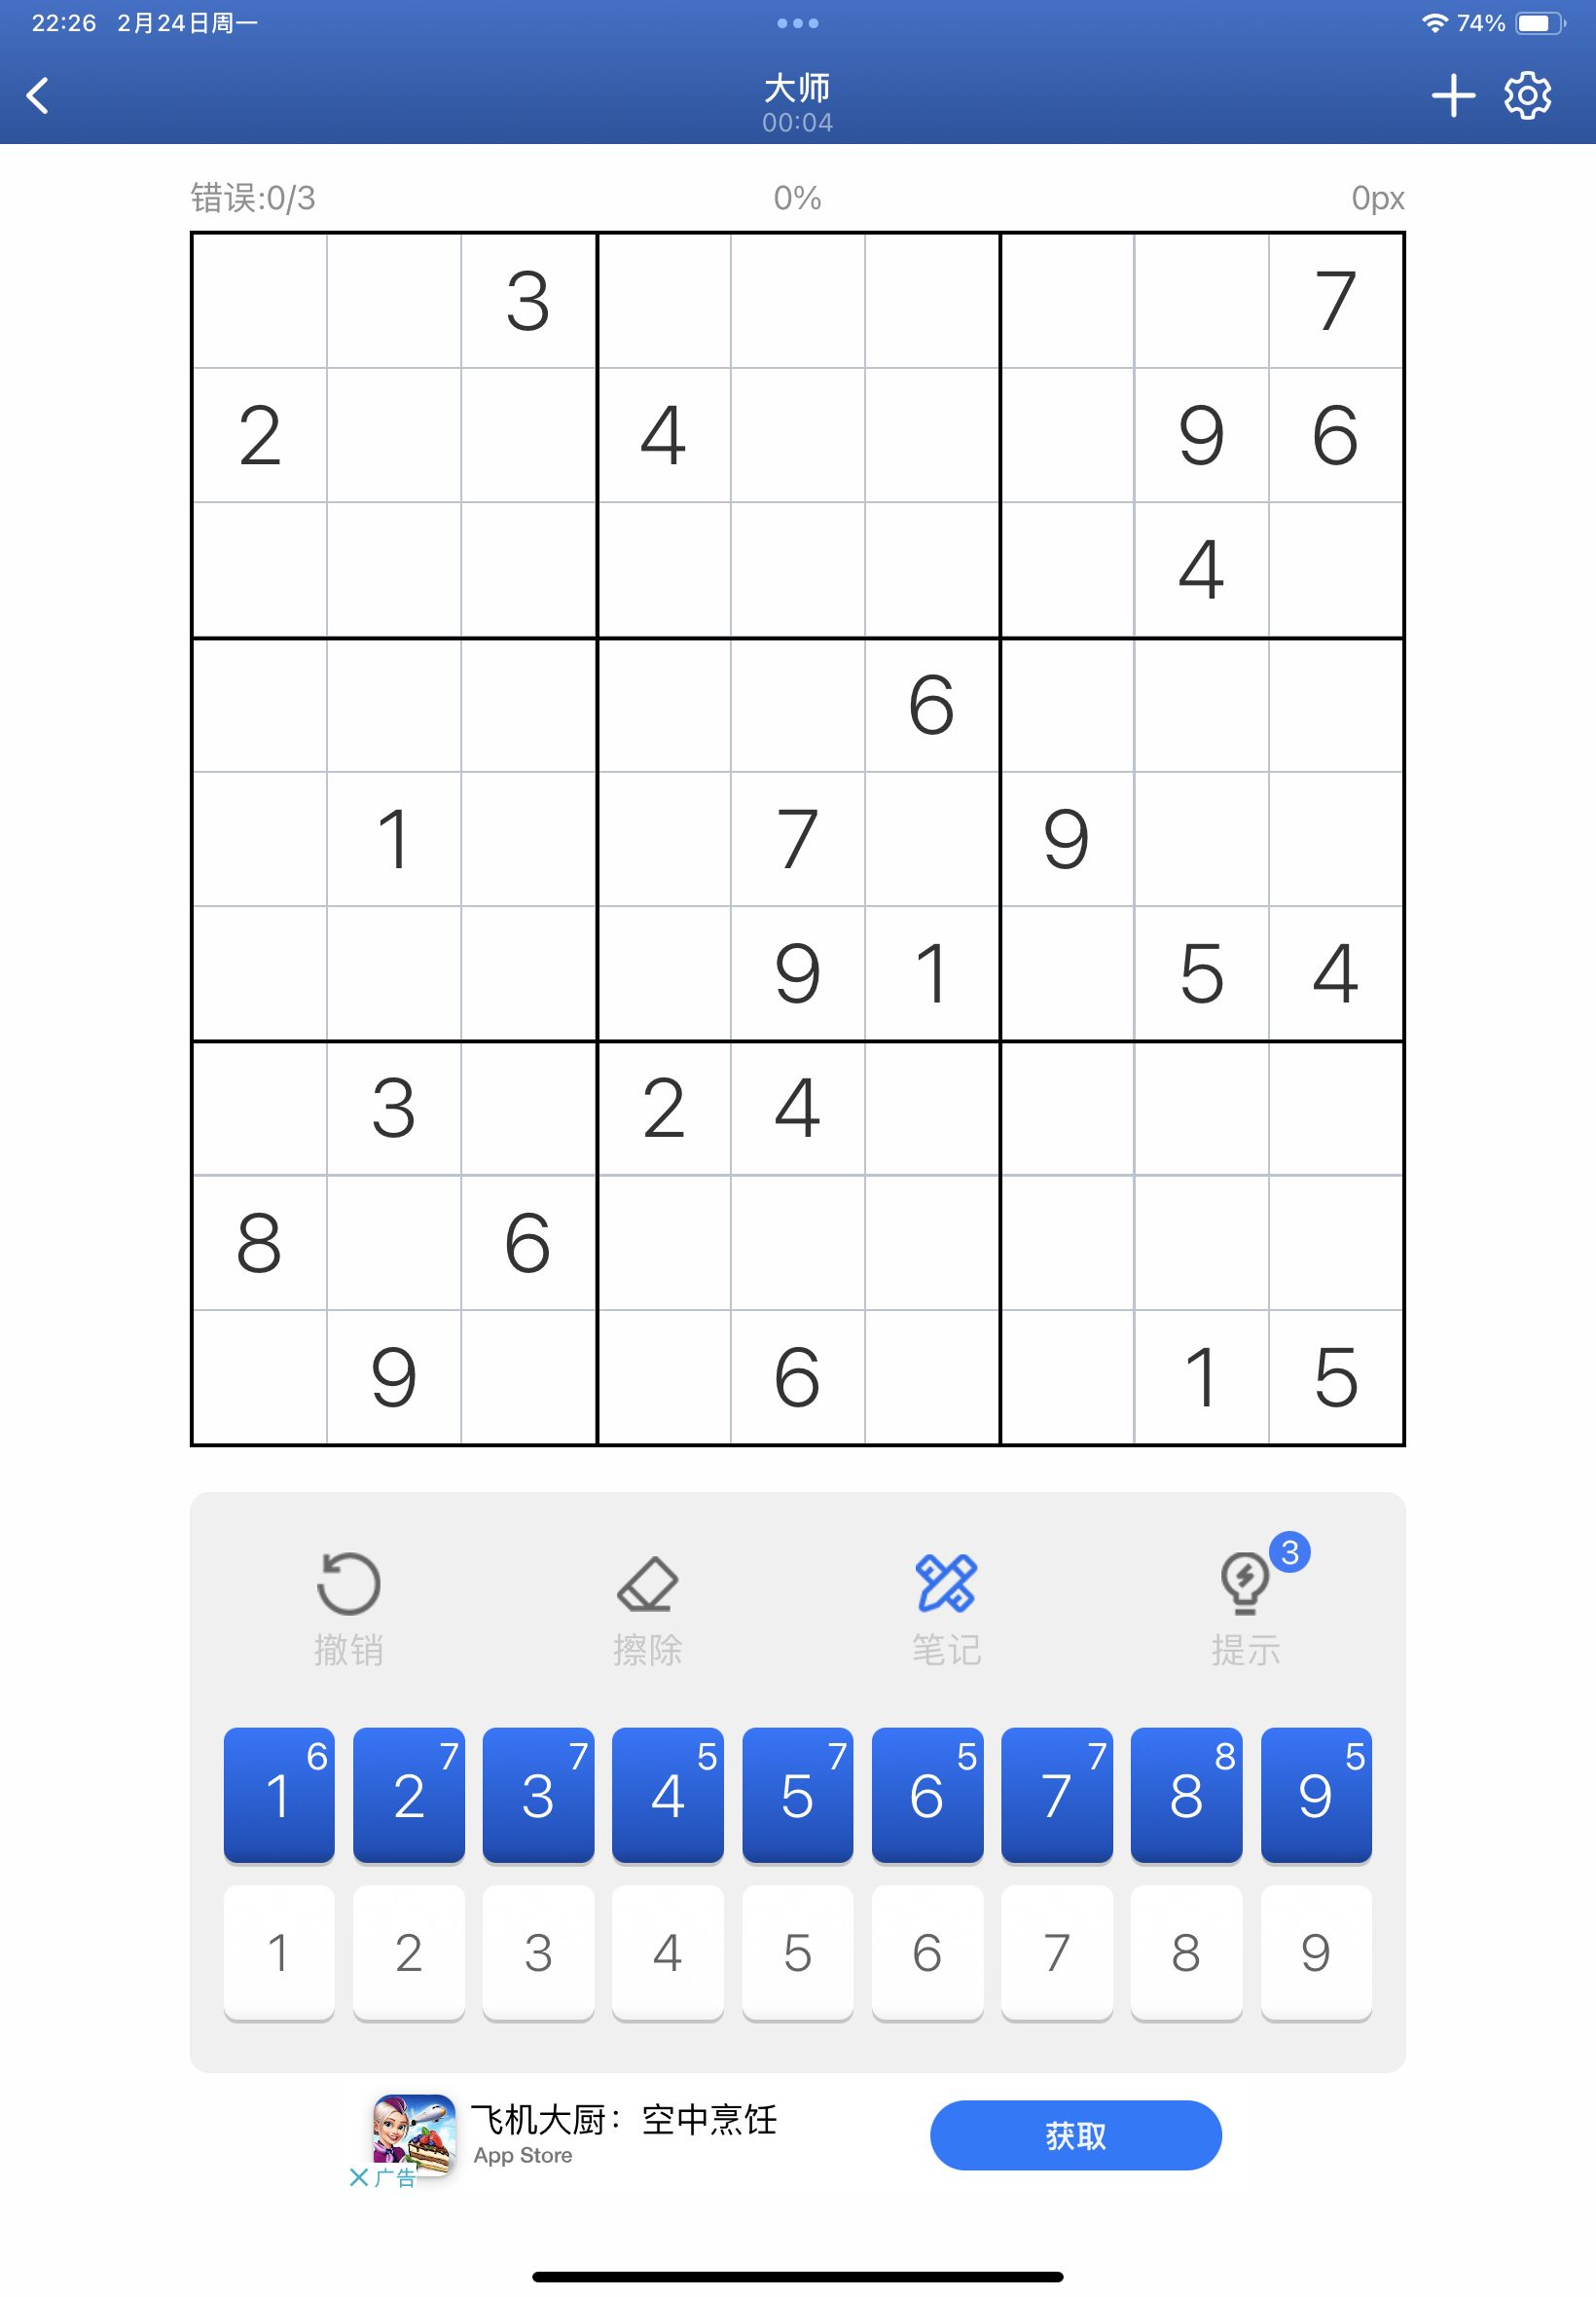 22:26 2月24日周一
74%
大师
00:04
错误:0/3 0% 0px
3 7
2 4 9 6
4
6
1 7 9
9 1 5 4
3 2 4
8 6
9 6 1 5
3
撤销 擦除 笔记 提示
6 7 7 5 7 5 7 8 5
1 2 3 4 5 6 7 8 9
1 2 3 4 5 6 7 8 9
飞机大厨：空中烹饪
App Store
获取
广告